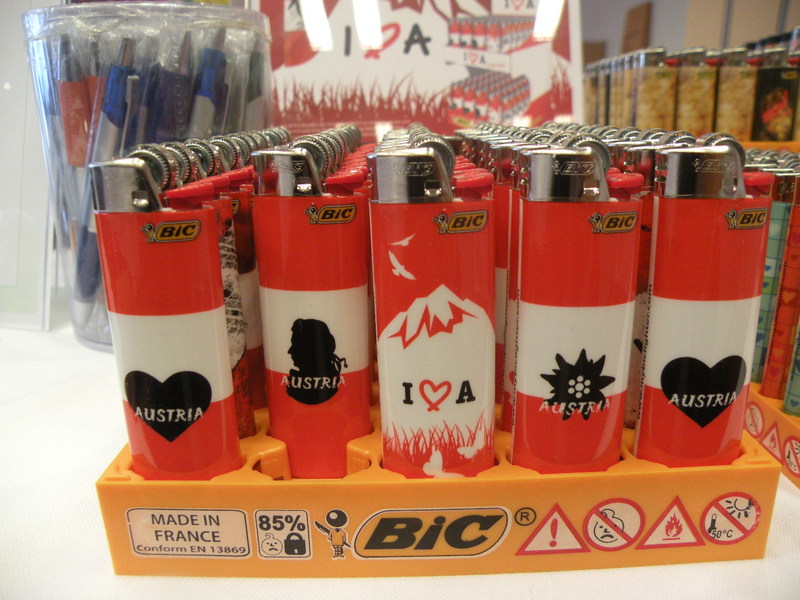 I A
I A
BiC
BiC
BiC
BiC
BiC
AUSTRIA
AUSTRIA
I A
AUSTRIA
AUSTRIA
MADE IN
FRANCE
Conform EN 13869
85%
BiC ®
50°C